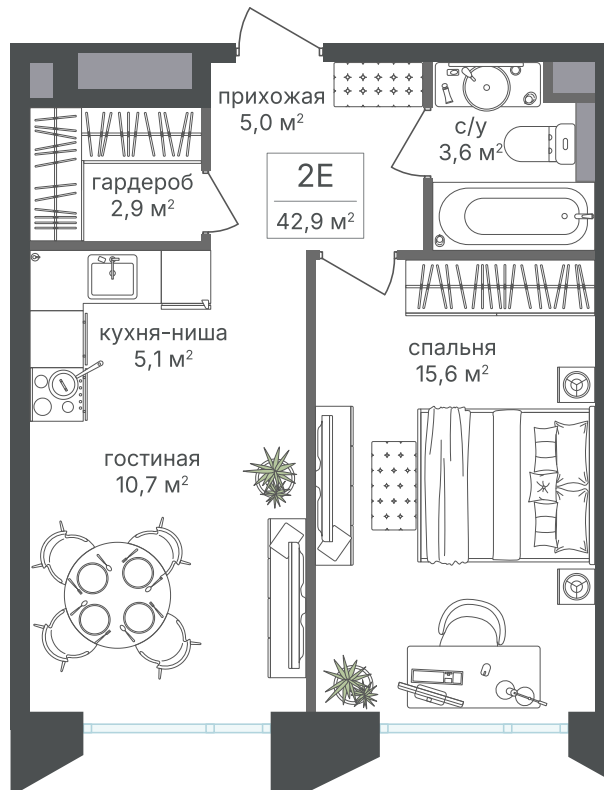 прихожая
5,0 м²
с/у
3,6 м²
гардероб
2,9 м²
2Е
42,9 м²
кухня-ниша
5,1 м²
спальня
15,6 м²
гостиная
10,7 м²